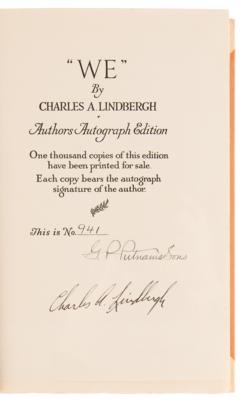 "WE"
By
CHARLES A. LINDBERGH
Authors Autograph Edition
One thousand copies of this edition
have been printed for sale.
Each copy bears the autograph
signature of the author.
This is No. 941
G. P. Putnam's Sons
Charles A. Lindbergh